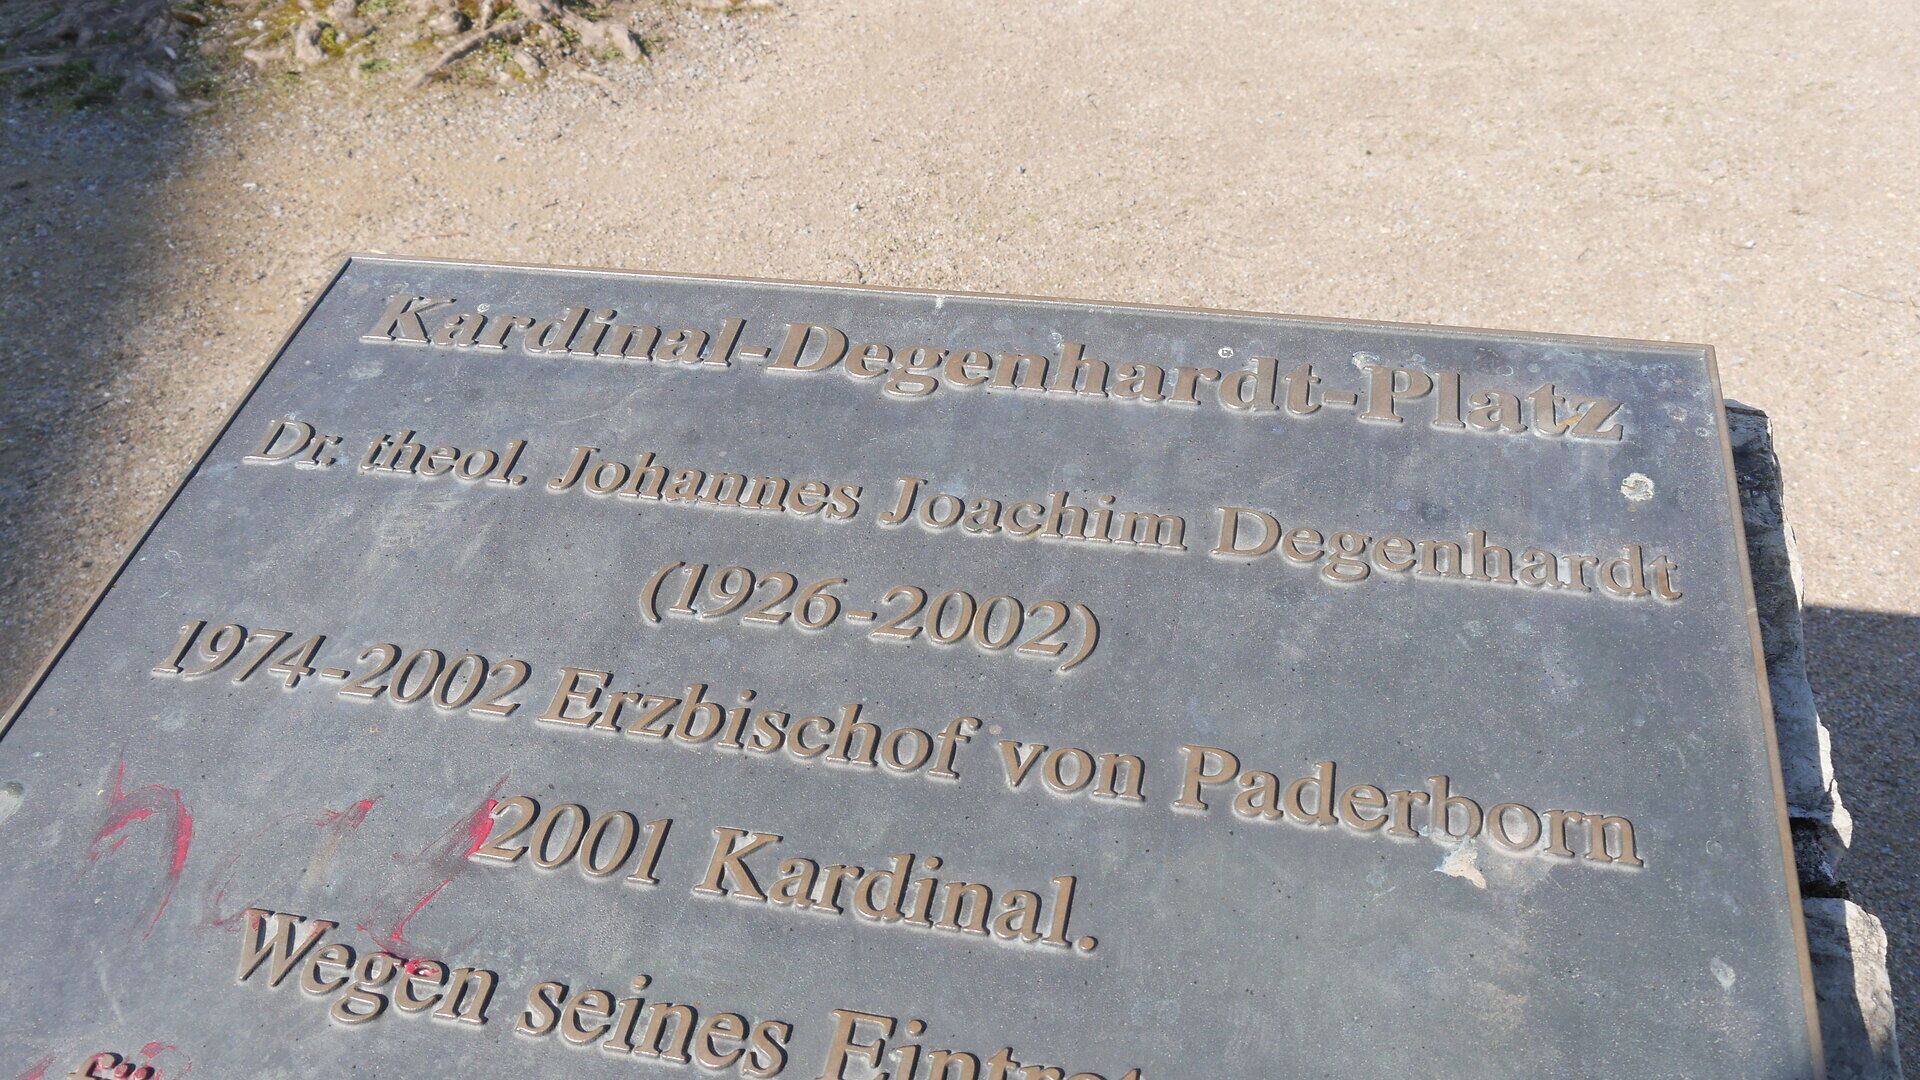 Kardinal-Degenhardt-Platz
Dr. theol. Johannes Joachim Degenhardt
(1926-2002)
1974-2002 Erzbischof von Paderborn
2001 Kardinal.
Wegen seines